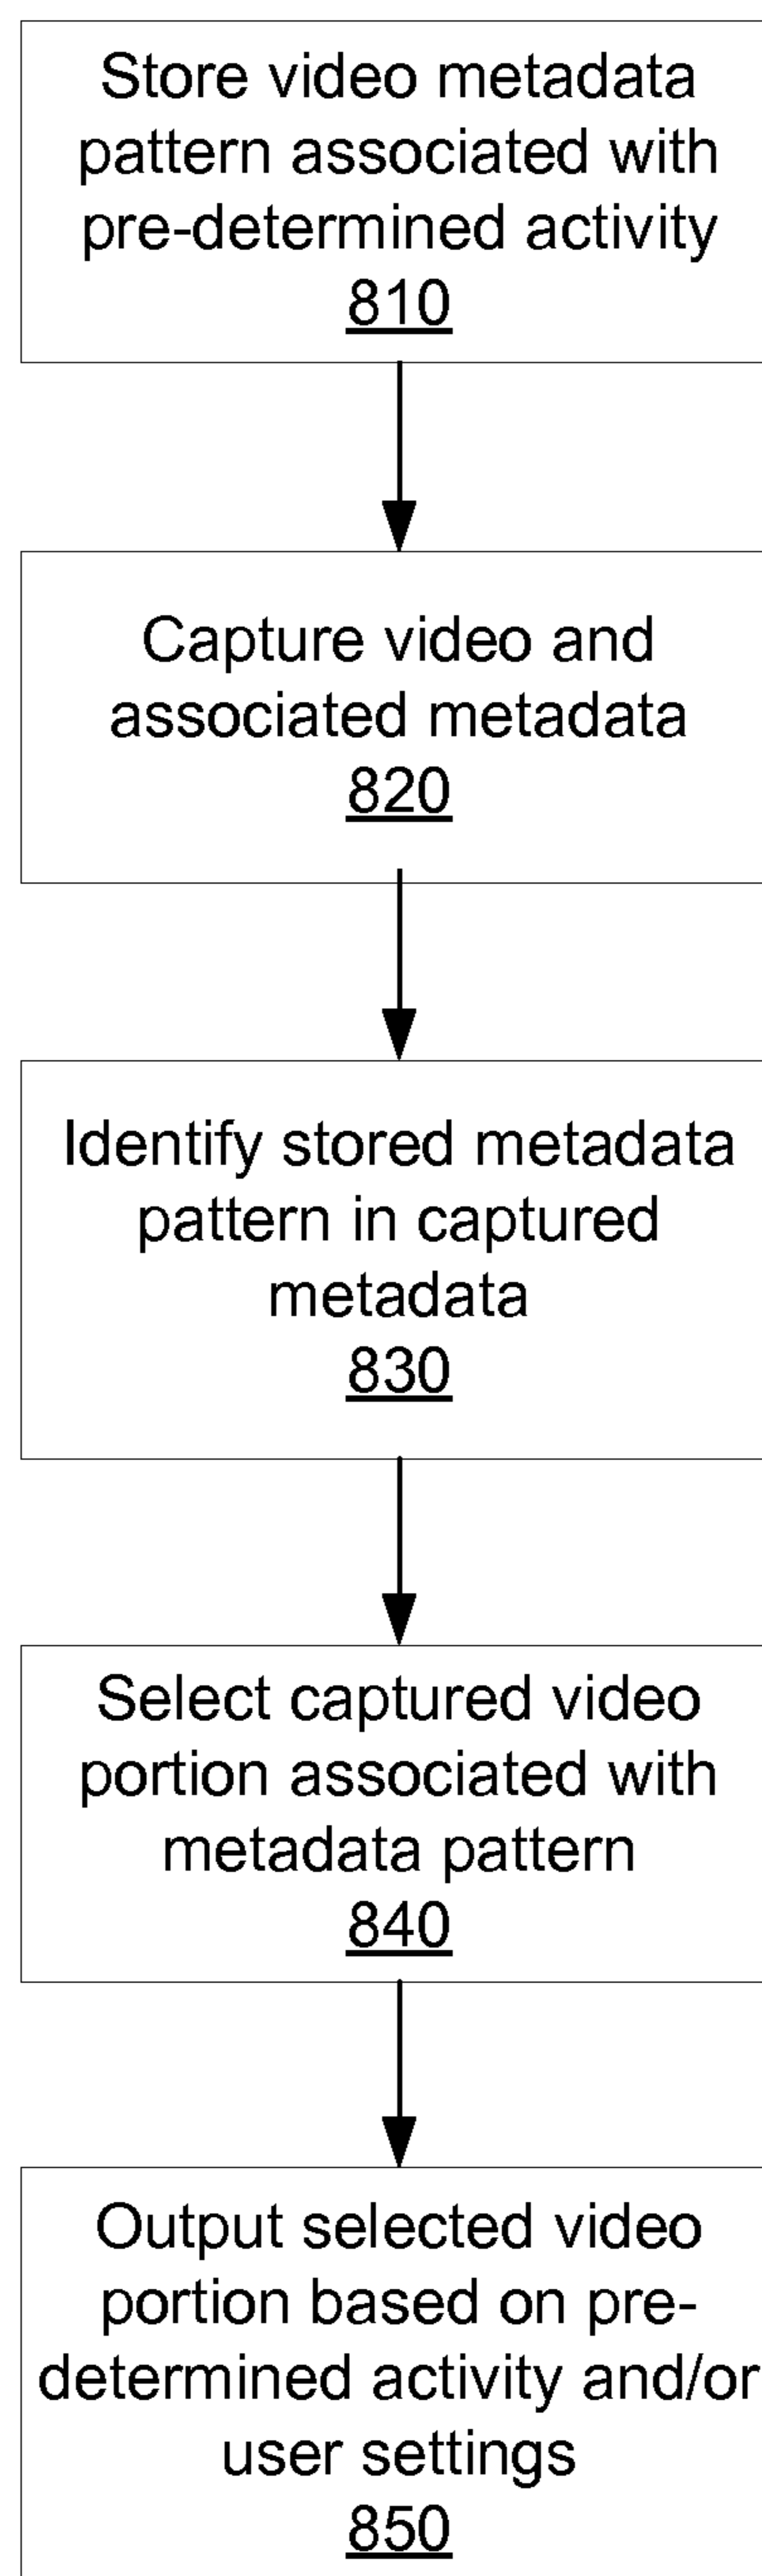 Store video metadata
pattern associated with
pre-determined activity
810
Capture video and
associated metadata
820
Identify stored metadata
pattern in captured
metadata
830
Select captured video
portion associated with
metadata pattern
840
Output selected video
portion based on pre-
determined activity and/or
user settings
850